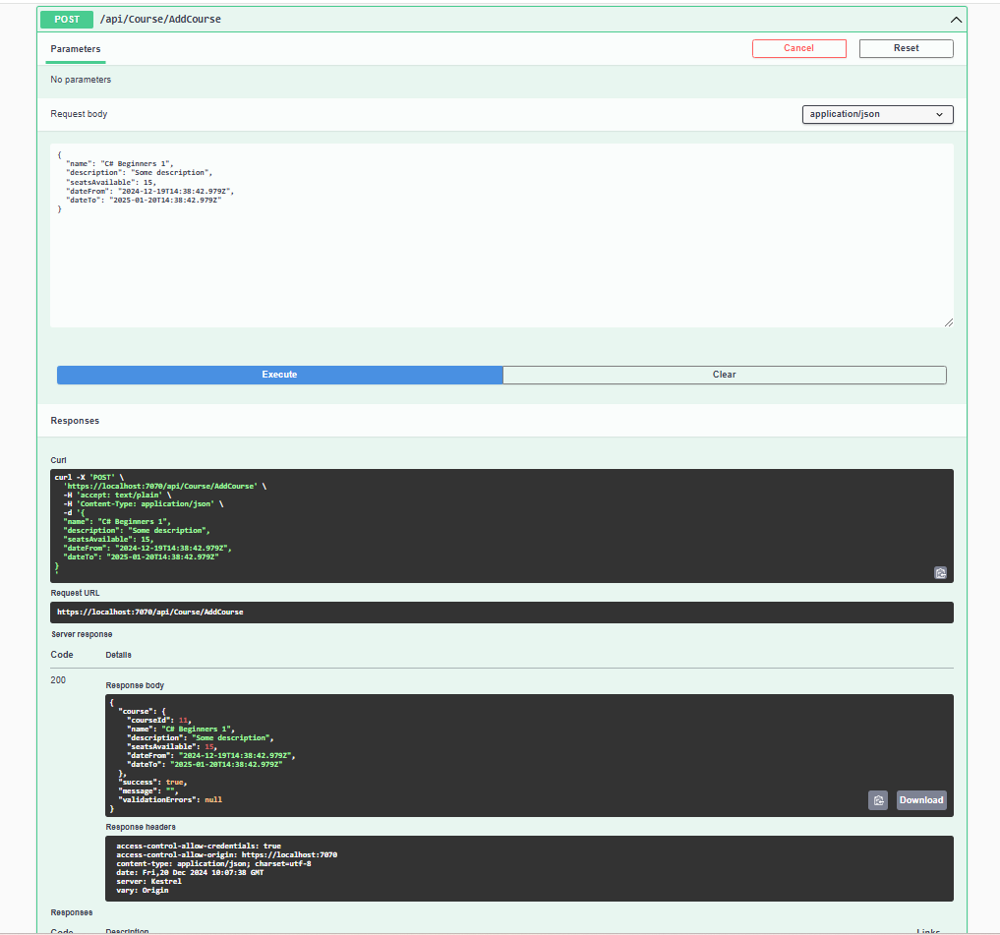 POST /api/Course/AddCourse
Parameters Cancel Reset
No parameters
Request body application/json
{
"name": "C# Beginners 1",
"description": "Some description",
"seatsAvailable": 15,
"dateFrom": "2024-12-19T14:38:42.979Z",
"dateTo": "2025-01-20T14:38:42.979Z"
}
Execute Clear
Responses
Curl
curl -X 'POST' \
'https://localhost:7070/api/Course/AddCourse' \
-H 'accept: text/plain' \
-H 'Content-Type: application/json' \
-d '{
"name": "C# Beginners 1",
"description": "Some description",
"seatsAvailable": 15,
"dateFrom": "2024-12-19T14:38:42.979Z",
"dateTo": "2025-01-20T14:38:42.979Z"
}
'
Request URL
https://localhost:7070/api/Course/AddCourse
Server response
Code Details
200
Response body
{
"course": {
"courseId": 11,
"name": "C# Beginners 1",
"description": "Some description",
"seatsAvailable": 15,
"dateFrom": "2024-12-19T14:38:42.979Z",
"dateTo": "2025-01-20T14:38:42.979Z"
},
"success": true,
"message": "",
"validationErrors": null
}
Download
Response headers
access-control-allow-credentials: true
access-control-allow-origin: https://localhost:7070
content-type: application/json; charset=utf-8
date: Fri,20 Dec 2024 10:07:38 GMT
server: Kestrel
vary: Origin
Responses
Code Description Links